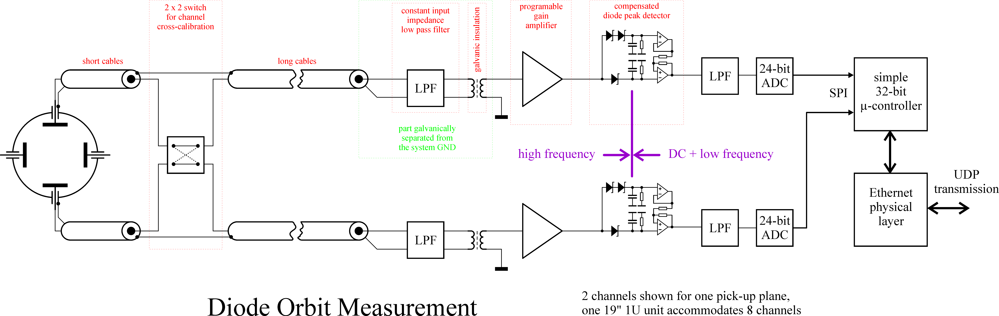 2 x 2 switch
for channel
cross-calibration
constant input
impedance
low pass filter
galvanic insulation
programable
gain
amplifier
compensated
diode peak detector
short cables
long cables
LPF
LPF
24-bit
ADC
SPI
simple
32-bit
µ-controller
part galvanically
separated from
the system GND
high frequency
DC + low frequency
UDP
transmission
Ethernet
physical
layer
LPF
LPF
24-bit
ADC
+
−
+
−
+
−
+
−
Diode Orbit Measurement
2 channels shown for one pick-up plane,
one 19" 1U unit accommodates 8 channels